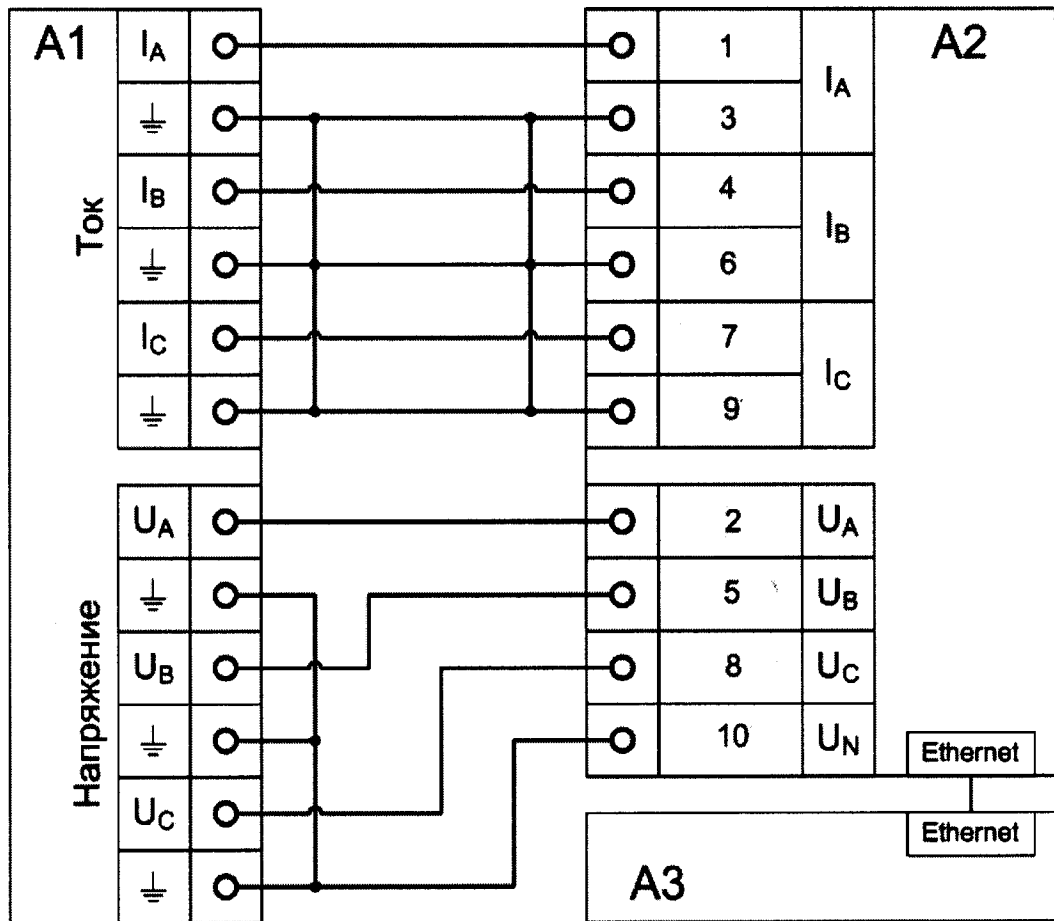 A1
Ток
I_A
I_B
I_C
Напряжение
U_A
U_B
U_C
A2
1
3
I_A
4
6
I_B
7
9
I_C
2 U_A
5 U_B
8 U_C
10 U_N
Ethernet
Ethernet
A3